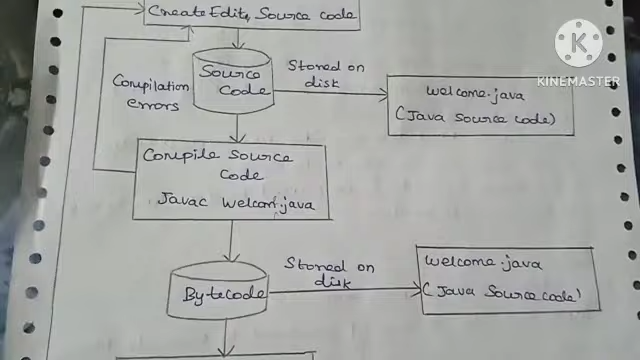 Create Edit, Source code
Source
Code
Stored on
disk
welcome.java
(Java source code)
Compilation
errors
Compile source
Code
Javac Welcom.java
Bytecode
Stored on
disk
welcome.java
(Java Source code)
K
KINEMASTER